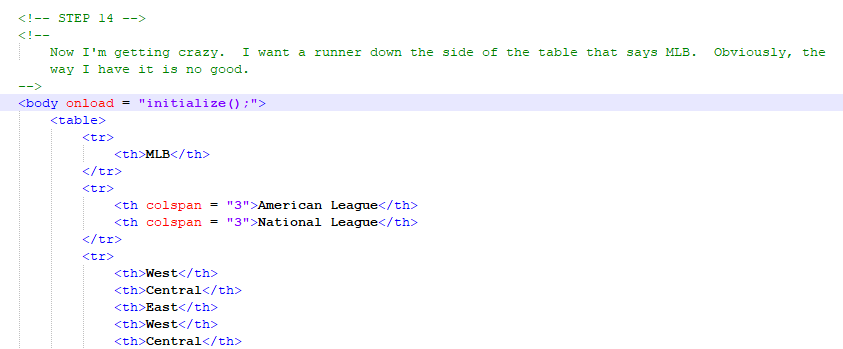 <!-- STEP 14 -->
<!--
Now I'm getting crazy.  I want a runner down the side of the table that says MLB.  Obviously, the
way I have it is no good.
-->
<body onload = "initialize();">
<table>
<tr>
<th>MLB</th>
</tr>
<tr>
<th colspan = "3">American League</th>
<th colspan = "3">National League</th>
</tr>
<tr>
<th>West</th>
<th>Central</th>
<th>East</th>
<th>West</th>
<th>Central</th>